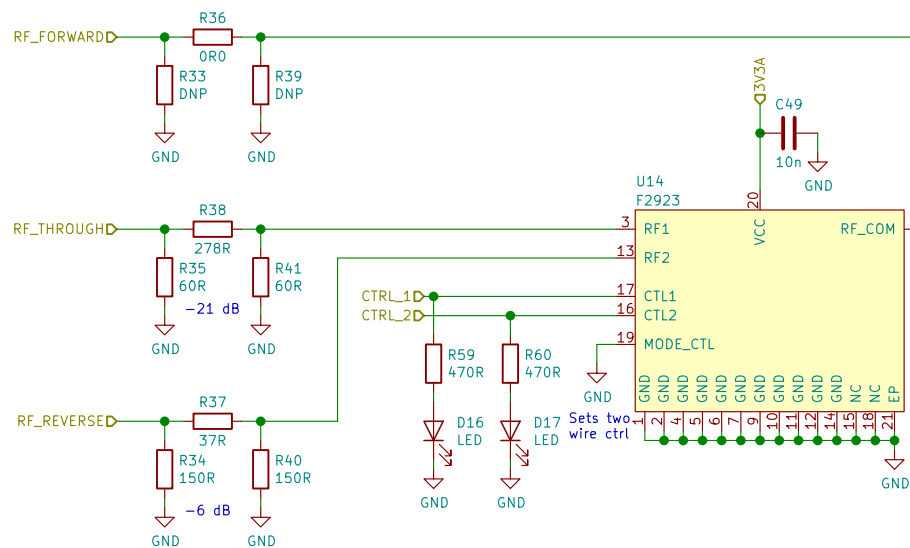 R36
RF_FORWARD
0R0
R33
DNP
R39
DNP
GND
GND
3V3A
C49
10n
GND
U14
F2923
20
VCC
R38
RF_THROUGH
278R
3
RF1
RF_COM
R35
60R
R41
60R
13
RF2
-21 dB
GND
GND
CTRL_1
17
CTL1
CTRL_2
16
CTL2
19
MODE_CTL
R59
470R
R60
470R
GND
R37
RF_REVERSE
37R
R34
150R
R40
150R
-6 dB
GND
GND
D16
LED
D17
LED
GND
GND
Sets two
wire ctrl
GND
GND
GND
GND
GND
GND
GND
GND
GND
GND
GND
NC
NC
EP
1
2
4
5
6
7
9
10
11
12
14
15
18
21
GND